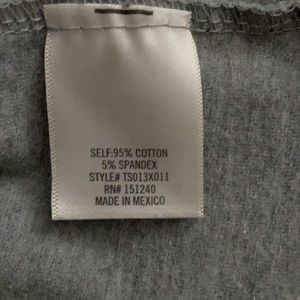 SELF:95% COTTON
5% SPANDEX
STYLE# TS013X011
RN# 151240
MADE IN MEXICO